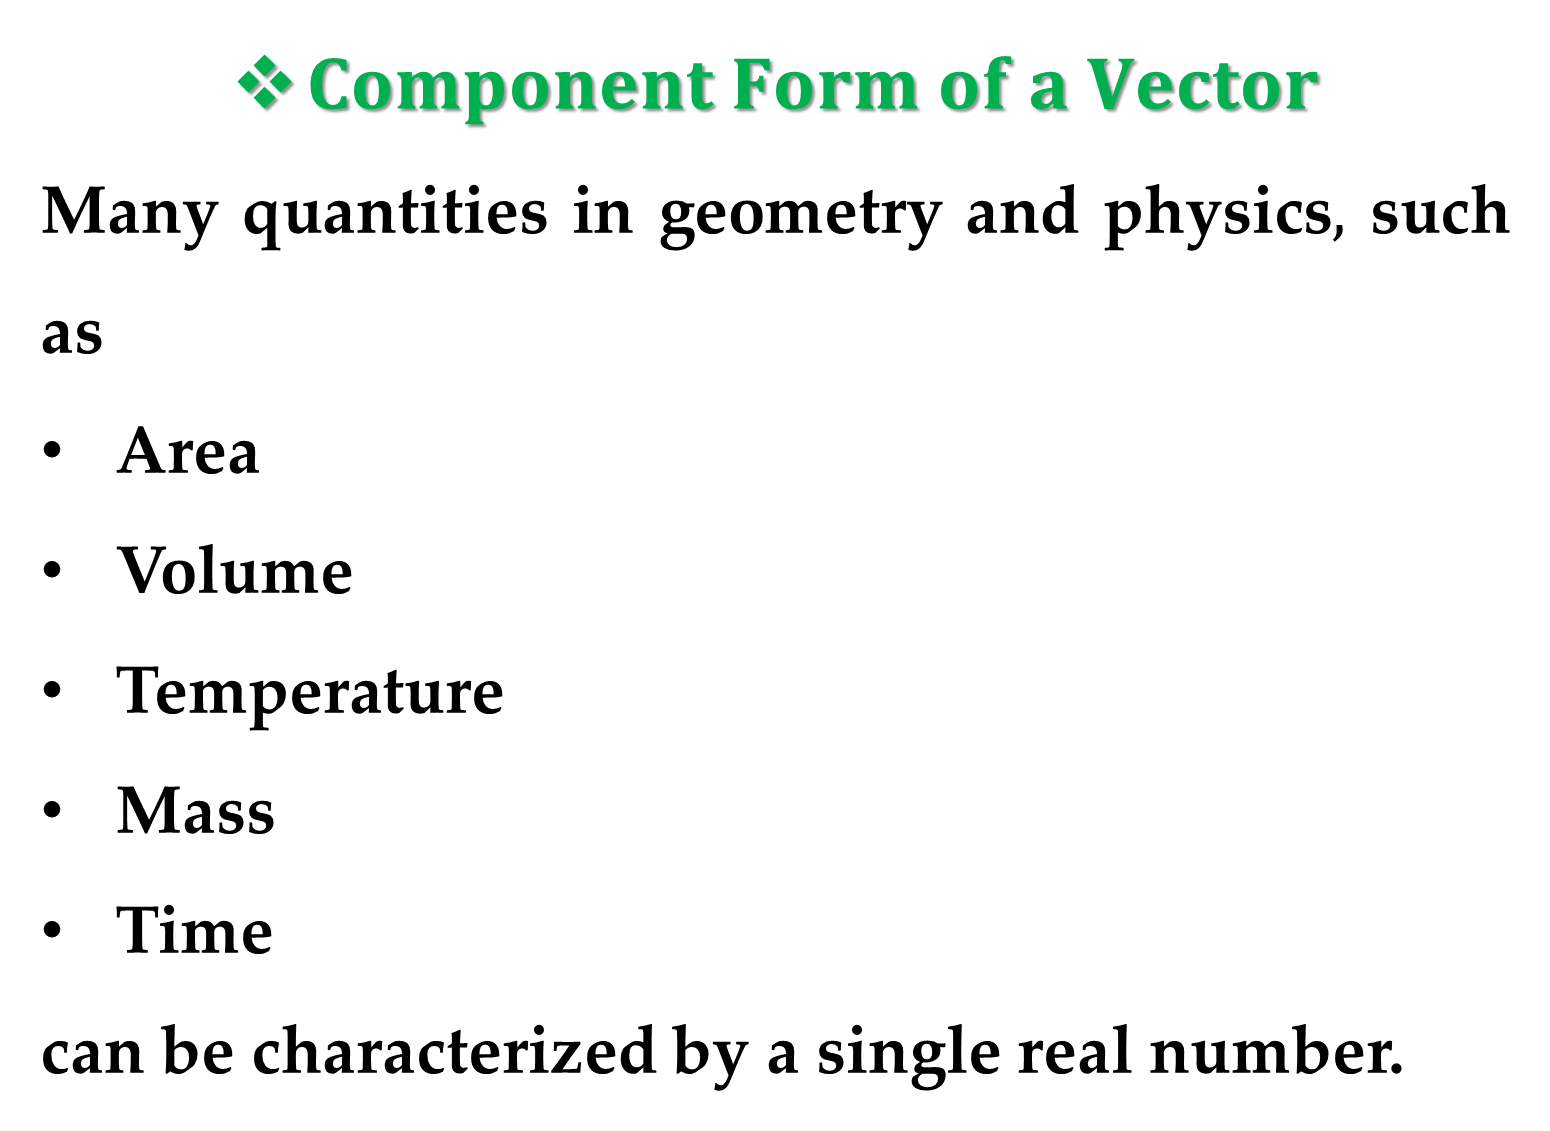 ❖Component Form of a Vector
Many quantities in geometry and physics, such
as
• Area
• Volume
• Temperature
• Mass
• Time
can be characterized by a single real number.